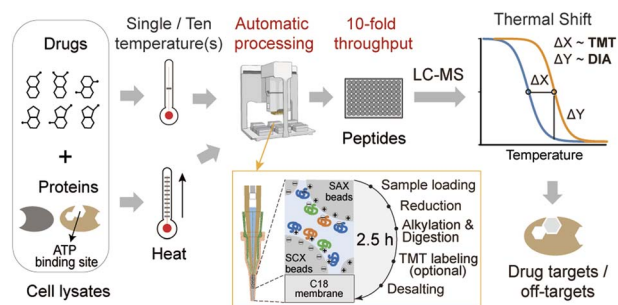 Drugs
+
Proteins
ATP
binding site
Cell lysates
Single / Ten
temperature(s)
Heat
Automatic
processing
10-fold
throughput
Peptides
LC-MS
Thermal Shift
ΔX ~ TMT
ΔY ~ DIA
ΔX
ΔY
Temperature
SAX
beads
SCX
beads
C18
membrane
2.5 h
Sample loading
Reduction
Alkylation &
Digestion
TMT labeling
(optional)
Desalting
Drug targets /
off-targets